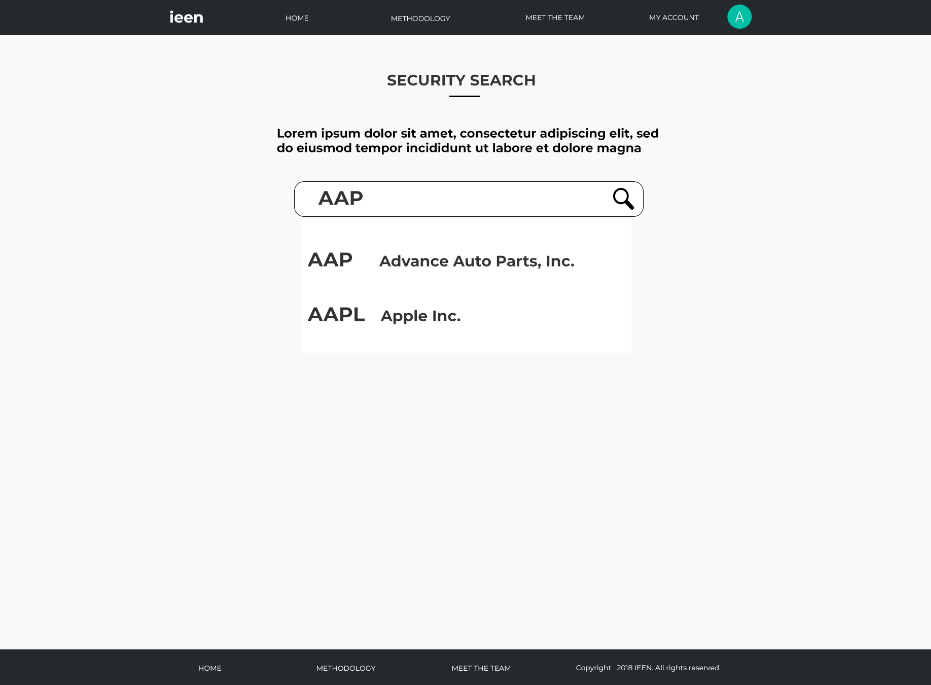 ieen HOME METHODOLOGY MEET THE TEAM MY ACCOUNT A
SECURITY SEARCH
Lorem ipsum dolor sit amet, consectetur adipiscing elit, sed
do eiusmod tempor incididunt ut labore et dolore magna
AAP
AAP Advance Auto Parts, Inc.
AAPL Apple Inc.
HOME METHODOLOGY MEET THE TEAM Copyright 2018 IEEN. All rights reserved